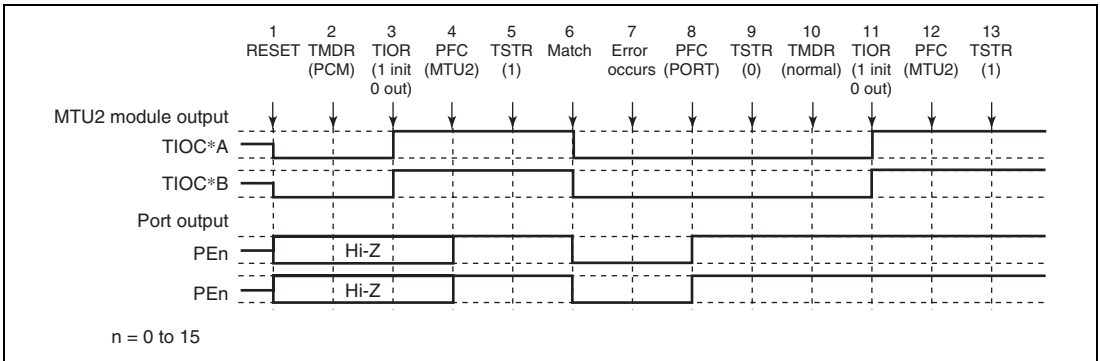 1 2 3 4 5 6 7 8 9 10 11 12 13
RESET TMDR TIOR PFC TSTR Match Error PFC TSTR TMDR TIOR PFC TSTR
(PCM) (1 init (MTU2) (1) occurs (PORT) (0) (normal) (1 init (MTU2) (1)
0 out) 0 out)
MTU2 module output
TIOC*A
TIOC*B
Port output
PEn Hi-Z
PEn Hi-Z
n = 0 to 15